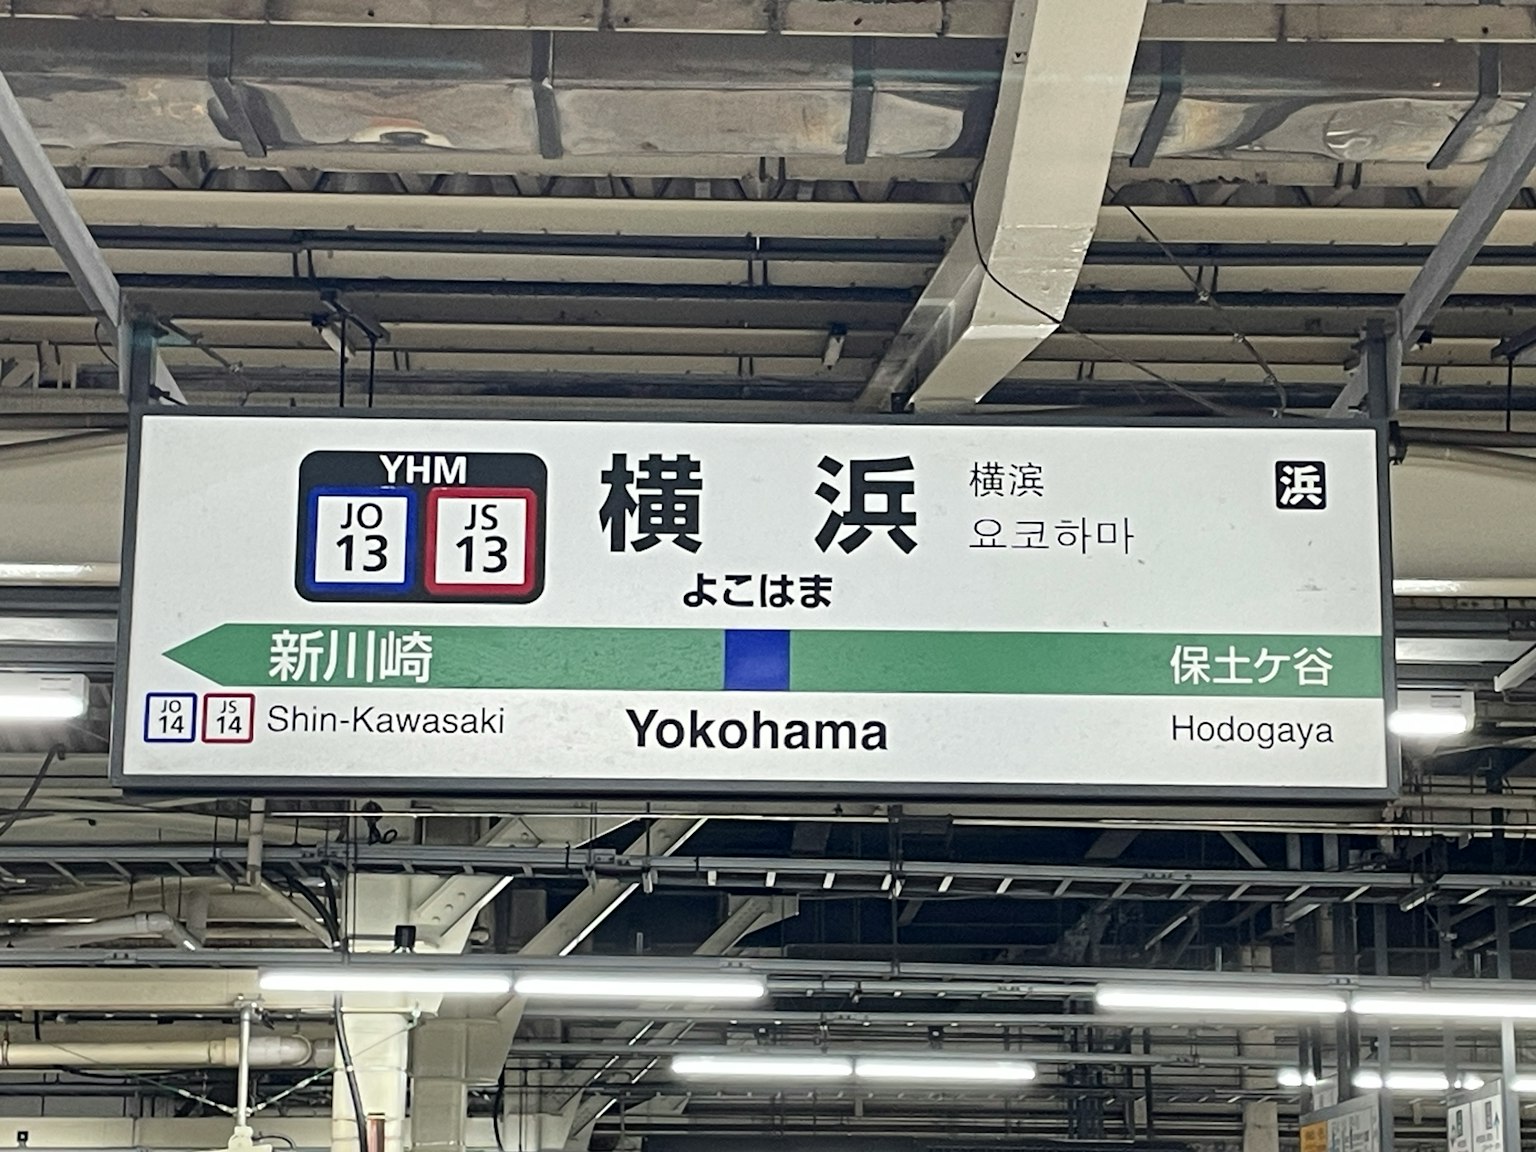 YHM
JO
13
JS
13
横浜
よこはま
横滨
요코하마
浜
新川崎
保土ケ谷
JO
14
JS
14
Shin-Kawasaki
Yokohama
Hodogaya